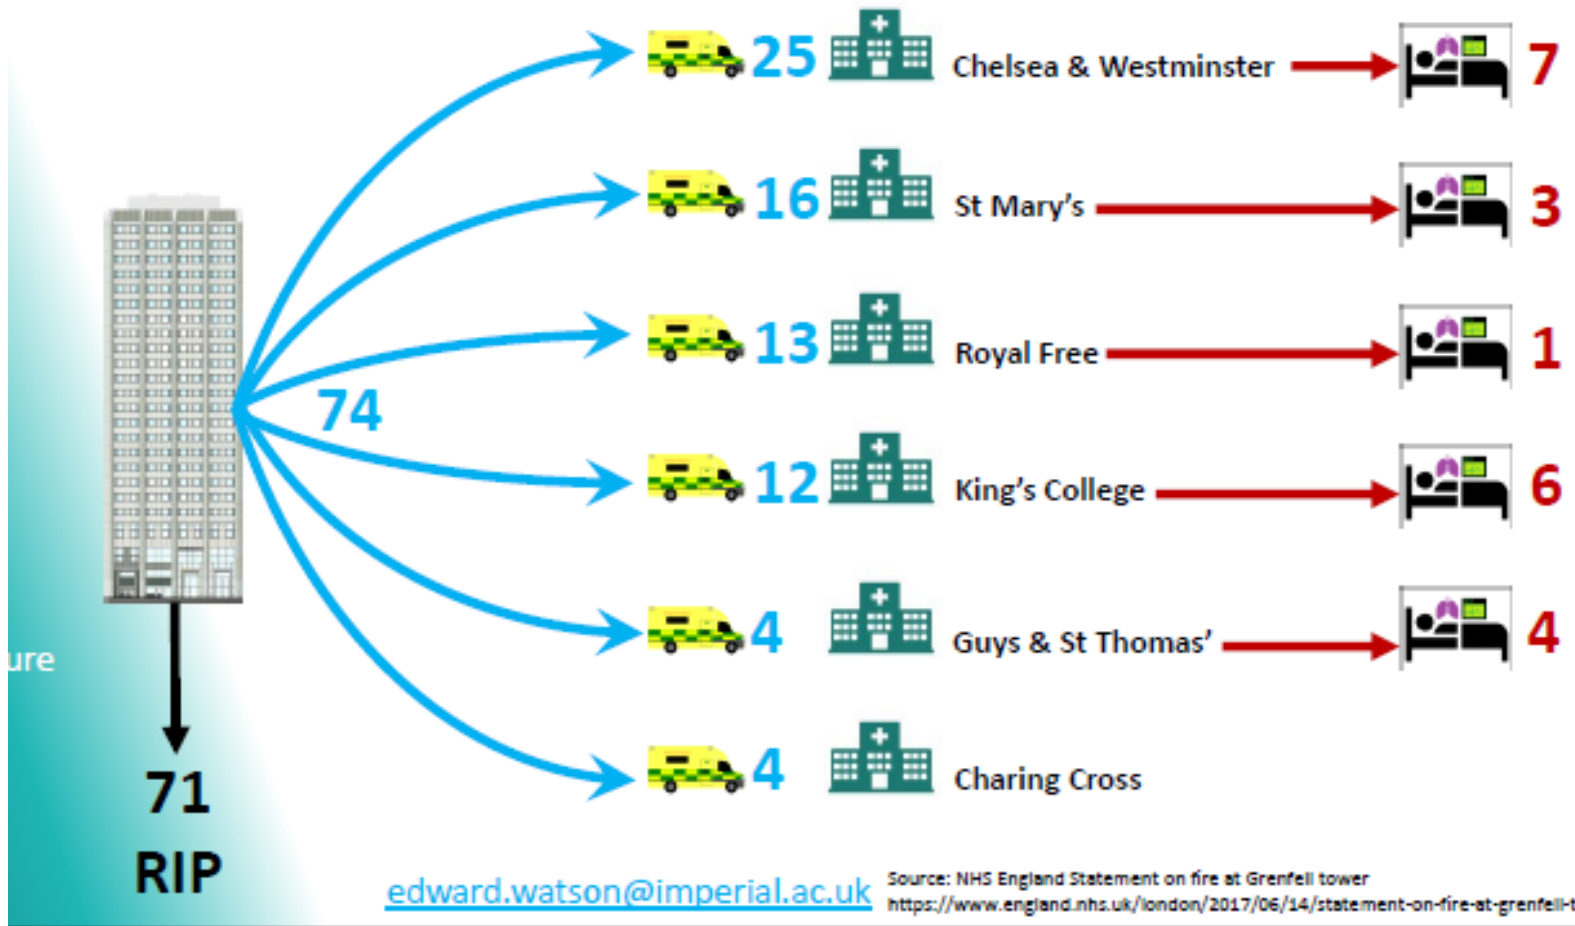 25 Chelsea & Westminster 7
16 St Mary's 3
13 Royal Free 1
74
12 King's College 6
4 Guys & St Thomas' 4
ure
4 Charing Cross
71
RIP
edward.watson@imperial.ac.uk
Source: NHS England Statement on fire at Grenfell tower
https://www.england.nhs.uk/london/2017/06/14/statement-on-fire-at-grenfell-t